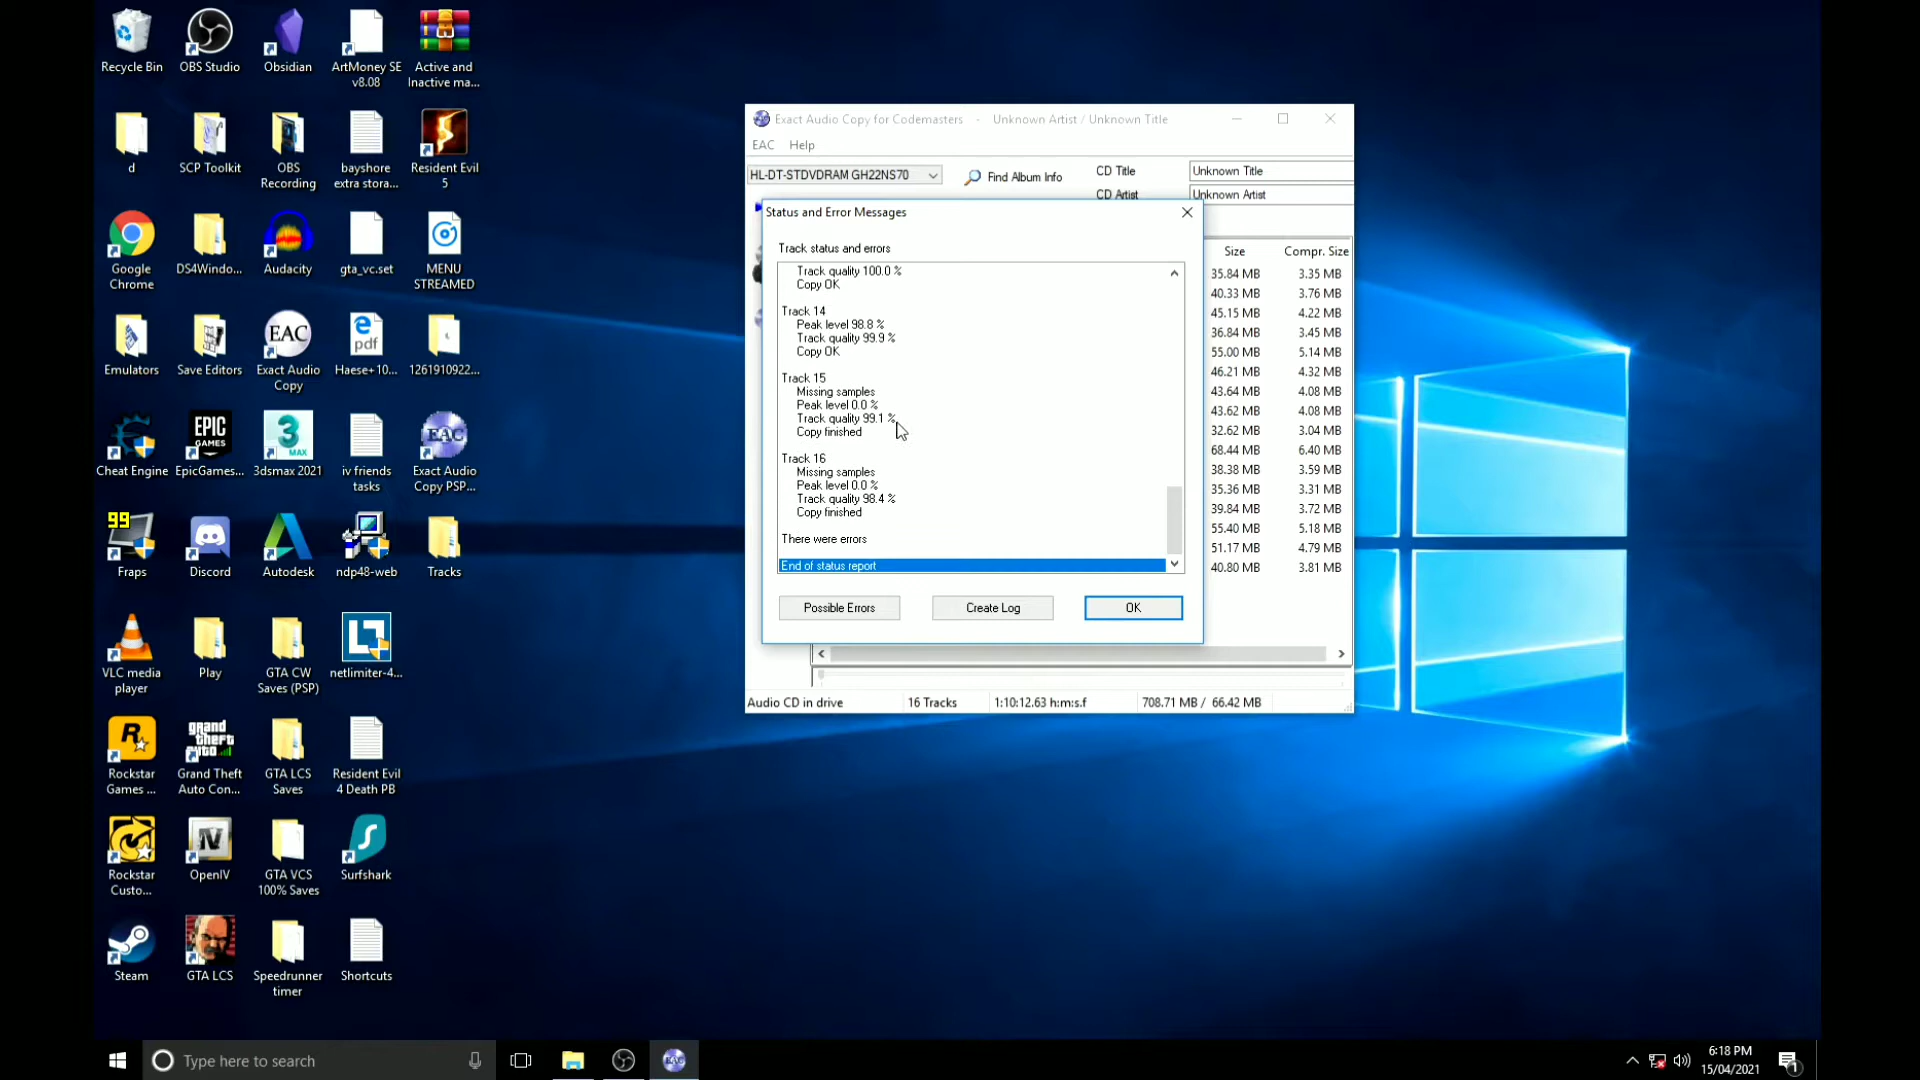 Recycle Bin
OBS Studio
Obsidian
ArtMoney SE
v8.08
Active and
Inactive ma...
d
SCP Toolkit
OBS
Recording
bayshore
extra stora...
Resident Evil
5
Google
Chrome
DS4Windo...
Audacity
gta_vc.set
MENU
STREAMED
Emulators
Save Editors
EAC
Exact Audio
Copy
pdf
Haese+10...
1261910922...
Cheat Engine
EPIC
GAMES
EpicGames...
3
MAX
3dsmax 2021
iv friends
tasks
EAC
Exact Audio
Copy PSP...
99
Fraps
Discord
Autodesk
ndp48-web
Tracks
VLC media
player
Play
GTA CW
Saves (PSP)
netlimiter-4...
Rockstar
Games ...
grand
theft
auto
Grand Theft
Auto Con...
GTA LCS
Saves
Resident Evil
4 Death PB
Rockstar
Custo...
IV
OpenIV
GTA VCS
100% Saves
Surfshark
Steam
GTA LCS
Speedrunner
timer
Shortcuts
Exact Audio Copy for Codemasters - Unknown Artist / Unknown Title
EAC Help
HL-DT-STDVDRAM GH22NS70
Find Album Info
CD Title
Unknown Title
CD Artist
Unknown Artist
Status and Error Messages
Track status and errors
Track quality 100.0 %
Copy OK
Track 14
Peak level 98.8 %
Track quality 99.9 %
Copy OK
Track 15
Missing samples
Peak level 0.0 %
Track quality 99.1 %
Copy finished
Track 16
Missing samples
Peak level 0.0 %
Track quality 98.4 %
Copy finished
There were errors
End of status report
Possible Errors
Create Log
OK
Size Compr. Size
35.84 MB 3.35 MB
40.33 MB 3.76 MB
45.15 MB 4.22 MB
36.84 MB 3.45 MB
55.00 MB 5.14 MB
46.21 MB 4.32 MB
43.64 MB 4.08 MB
43.62 MB 4.08 MB
32.62 MB 3.04 MB
68.44 MB 6.40 MB
38.38 MB 3.59 MB
35.36 MB 3.31 MB
39.84 MB 3.72 MB
55.40 MB 5.18 MB
51.17 MB 4.79 MB
40.80 MB 3.81 MB
Audio CD in drive 16 Tracks 1:10:12.63 h:m:s.f 708.71 MB / 66.42 MB
Type here to search
EAC
6:18 PM
15/04/2021
1